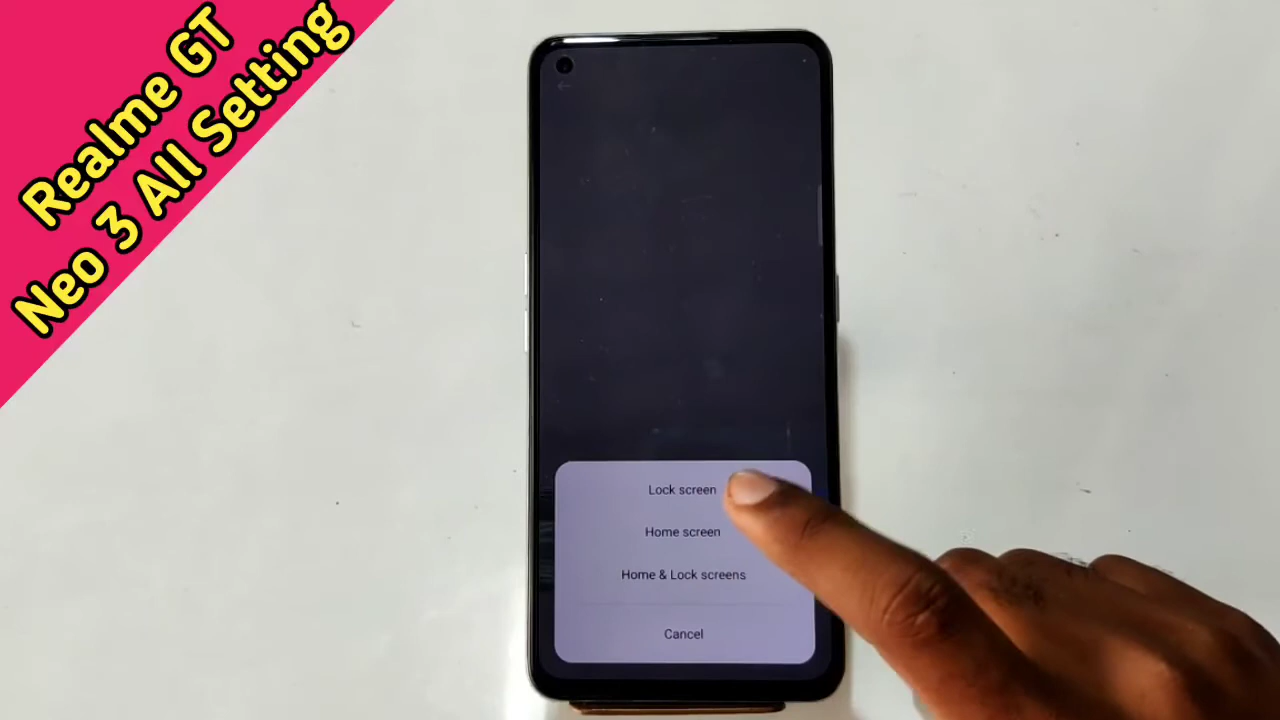 Realme GT
Neo 3 All Setting
Lock screen
Home screen
Home & Lock screens
Cancel